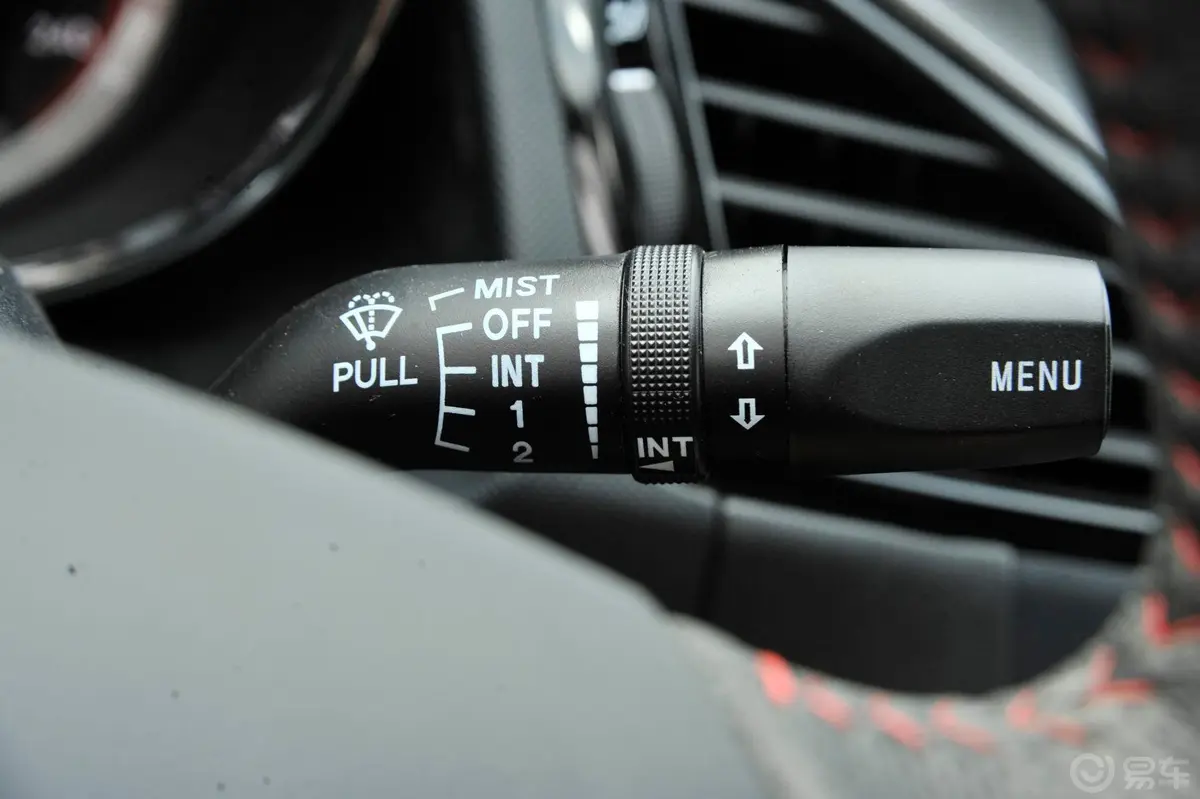 MIST
OFF
PULL
INT
1
2
INT
MENU
易车